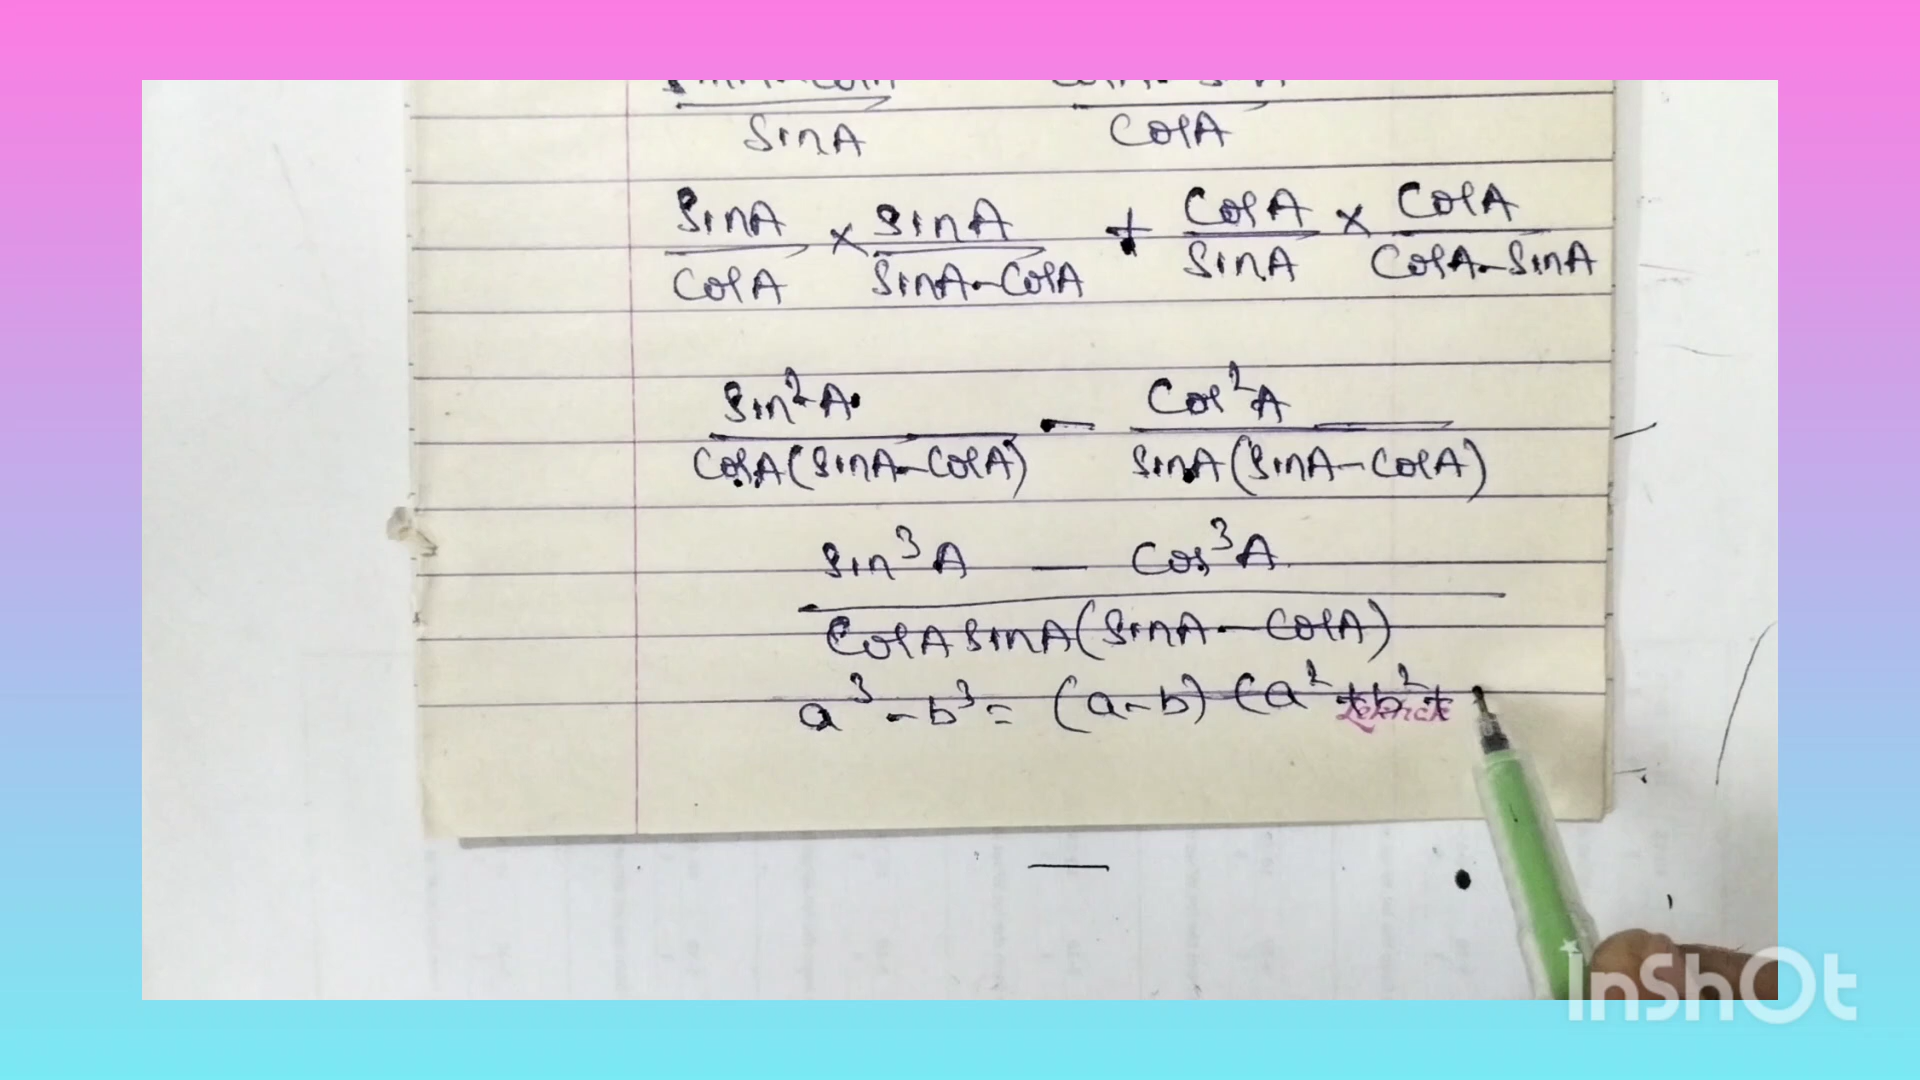 SinA CosA
SinA × SinA + CosA × CosA
CosA SinA-CosA SinA CosA-SinA
Sin²A - Cos²A
CosA(SinA-CosA) SinA(SinA-CosA)
Sin³A - Cos³A
CosA SinA(SinA-CosA)
a³-b³ = (a-b) (a²+b²+
Lekhak
InShOt